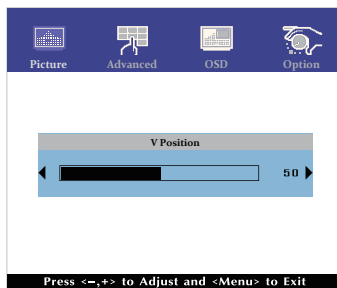 Picture Advanced OSD Option
V Position
50
Press <–,+> to Adjust and <Menu> to Exit